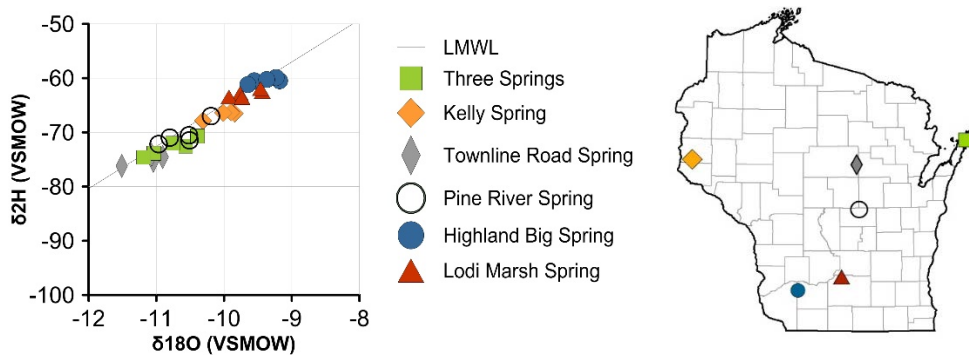 -50
-60
-70
-80
-90
-100
δ2H (VSMOW)
-12
-11
-10
-9
-8
δ18O (VSMOW)
LMWL
Three Springs
Kelly Spring
Townline Road Spring
Pine River Spring
Highland Big Spring
Lodi Marsh Spring